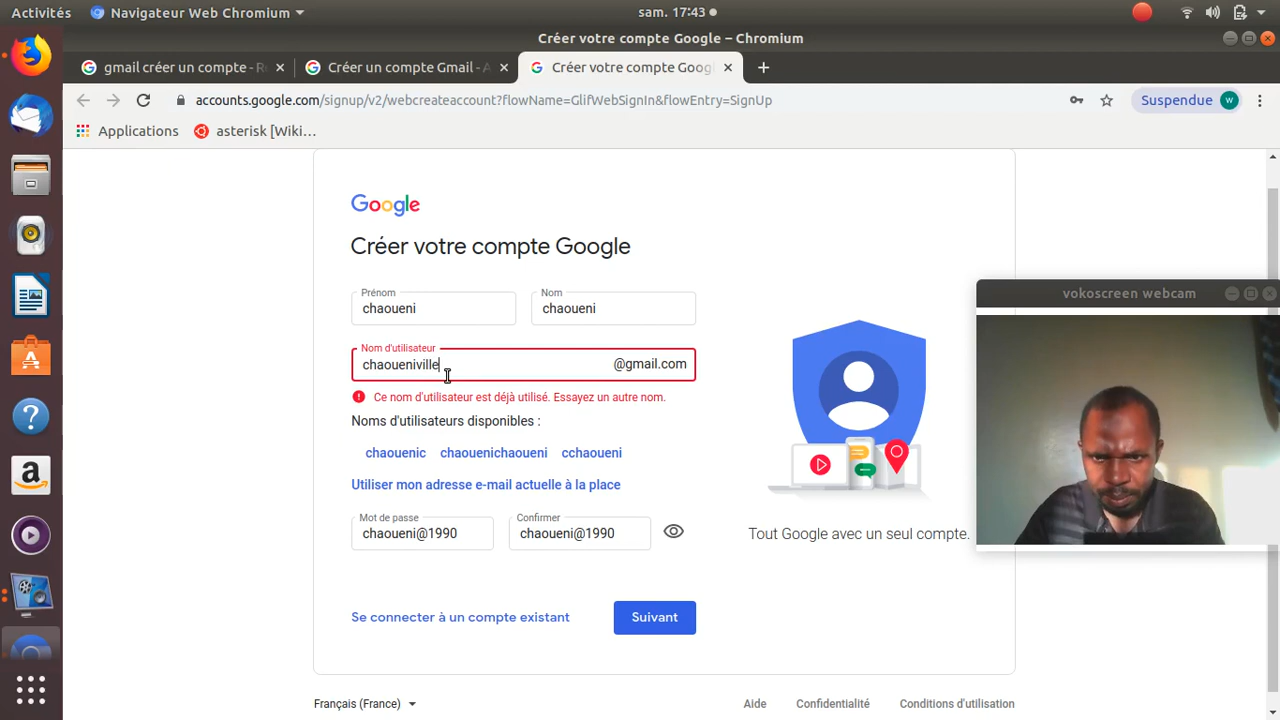 Activités Navigateur Web Chromium sam. 17:43
Créer votre compte Google – Chromium
gmail créer un compte - Re Créer un compte Gmail - A Créer votre compte Googl
accounts.google.com/signup/v2/webcreateaccount?flowName=GlifWebSignIn&flowEntry=SignUp Suspendue W
Applications asterisk [Wiki...
Google
Créer votre compte Google
Prénom Nom
chaoueni chaoueni
Nom d'utilisateur
chaoueniville @gmail.com
Ce nom d'utilisateur est déjà utilisé. Essayez un autre nom.
Noms d'utilisateurs disponibles :
chaouenic chaouenichaoueni cchaoueni
Utiliser mon adresse e-mail actuelle à la place
Mot de passe Confirmer
chaoueni@1990 chaoueni@1990
Tout Google avec un seul compte.
Se connecter à un compte existant Suivant
Français (France) Aide Confidentialité Conditions d'utilisation
vokoscreen webcam